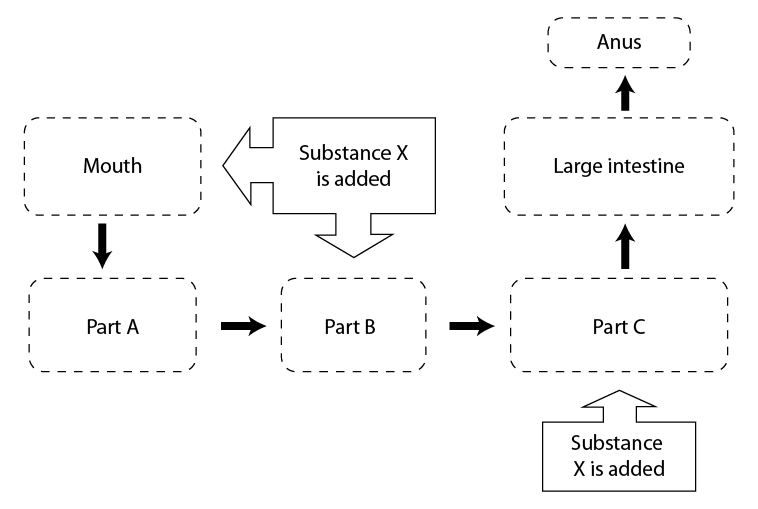 Anus
Mouth
Substance X
is added
Large intestine
Part A
Part B
Part C
Substance
X is added